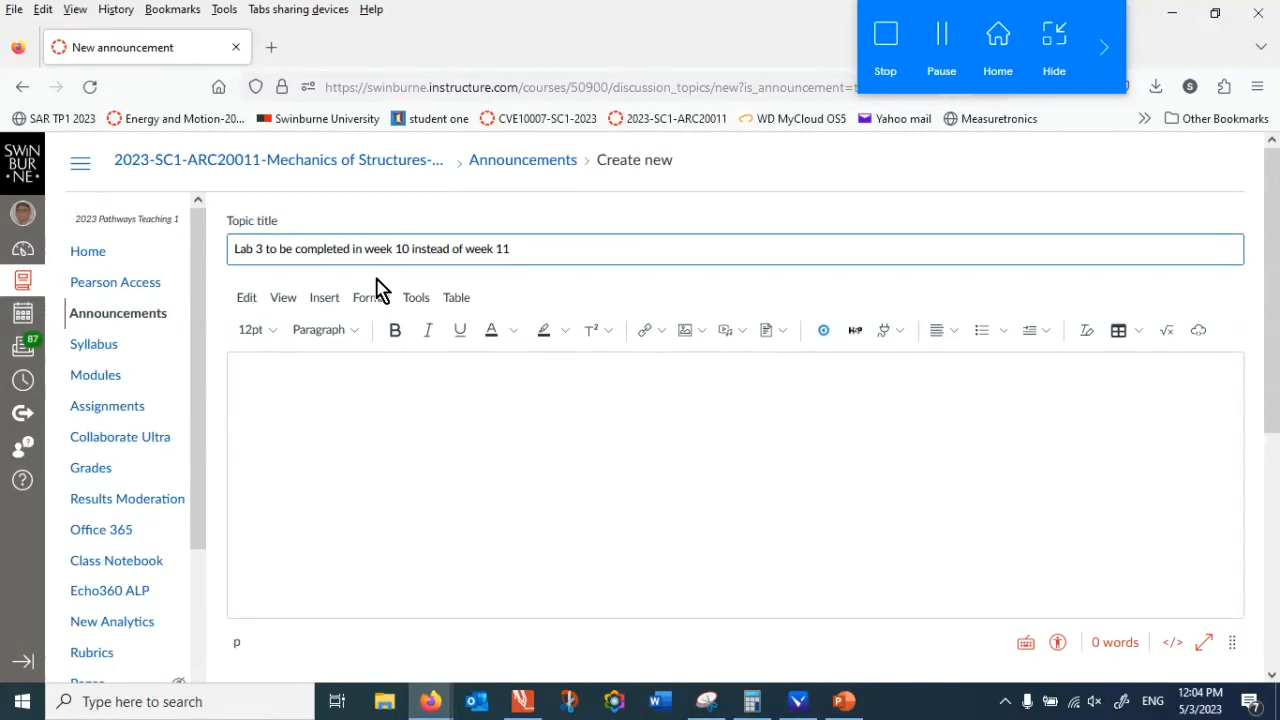 File Edit View History Bookmarks Tools Tabs sharing devices Help
New announcement
Stop Pause Home Hide
https://swinburne.instructure.com/courses/50900/discussion_topics/new?is_announcement=t
SAR TP1 2023 Energy and Motion-20... Swinburne University student one CVE10007-SC1-2023 2023-SC1-ARC20011 WD MyCloud OS5 Yahoo mail Measuretronics Other Bookmarks
SWIN
BUR
NE
2023-SC1-ARC20011-Mechanics of Structures-... > Announcements > Create new
2023 Pathways Teaching 1
Home
Pearson Access
Announcements
Syllabus
Modules
Assignments
Collaborate Ultra
Grades
Results Moderation
Office 365
Class Notebook
Echo360 ALP
New Analytics
Rubrics
87
Topic title
Lab 3 to be completed in week 10 instead of week 11
Edit View Insert Format Tools Table
12pt Paragraph B I U A T² H5P √x
p
0 words </>
Type here to search
ENG
12:04 PM
5/3/2023
7